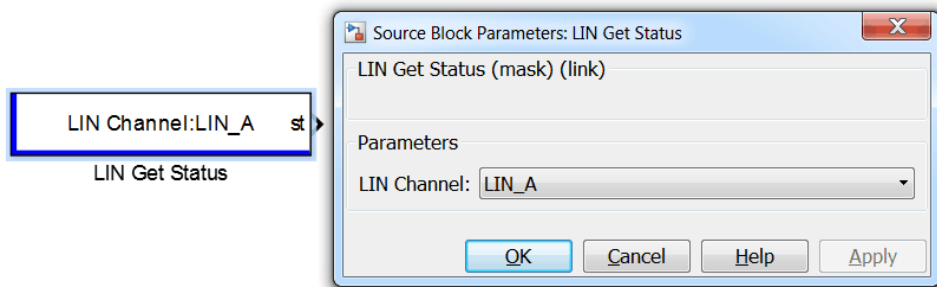 LIN Channel:LIN_A st
LIN Get Status
Source Block Parameters: LIN Get Status
LIN Get Status (mask) (link)
Parameters
LIN Channel: LIN_A
OK Cancel Help Apply